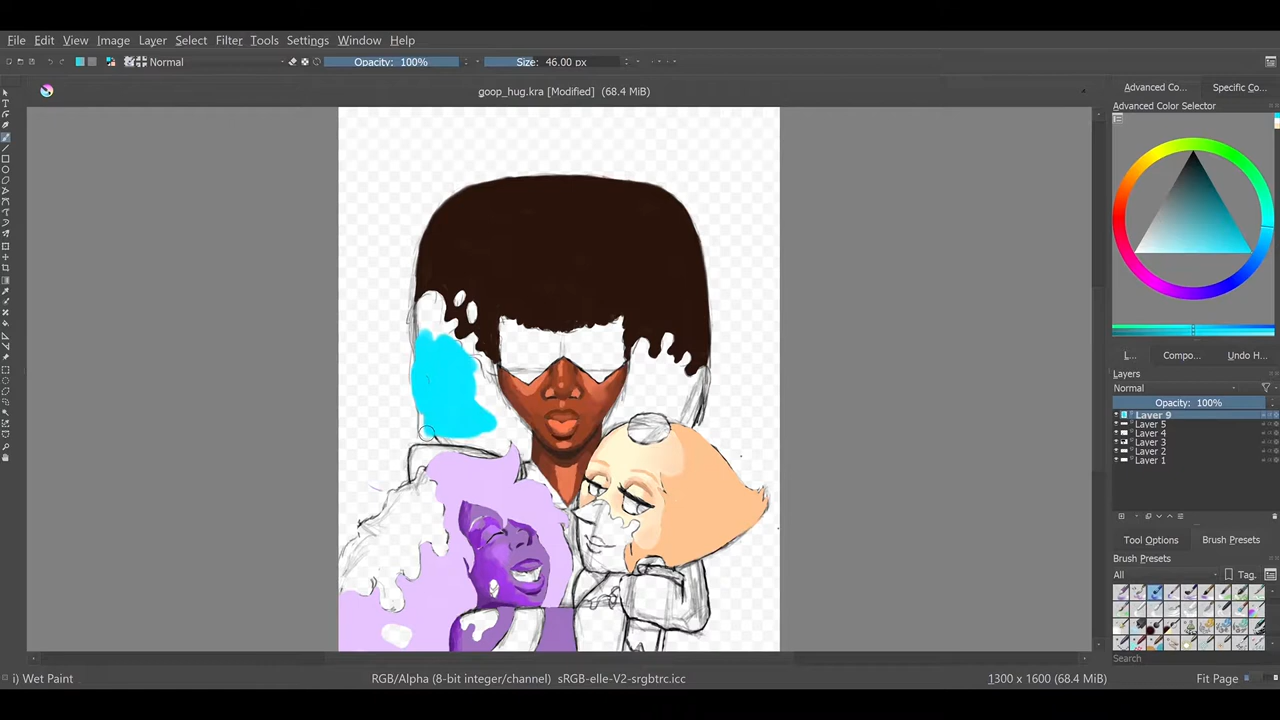 File Edit View Image Layer Select Filter Tools Settings Window Help
Normal Opacity: 100% Size: 46.00 px
goop_hug.kra [Modified] (68.4 MiB)
Advanced Co... Specific Co...
Advanced Color Selector
L... Compo... Undo H...
Layers
Normal
Opacity: 100%
Layer 9
Layer 5
Layer 4
Layer 3
Layer 2
Layer 1
Tool Options Brush Presets
Brush Presets
All Tag.
Search
i) Wet Paint RGB/Alpha (8-bit integer/channel) sRGB-elle-V2-srgbtrc.icc 1300 x 1600 (68.4 MiB) Fit Page